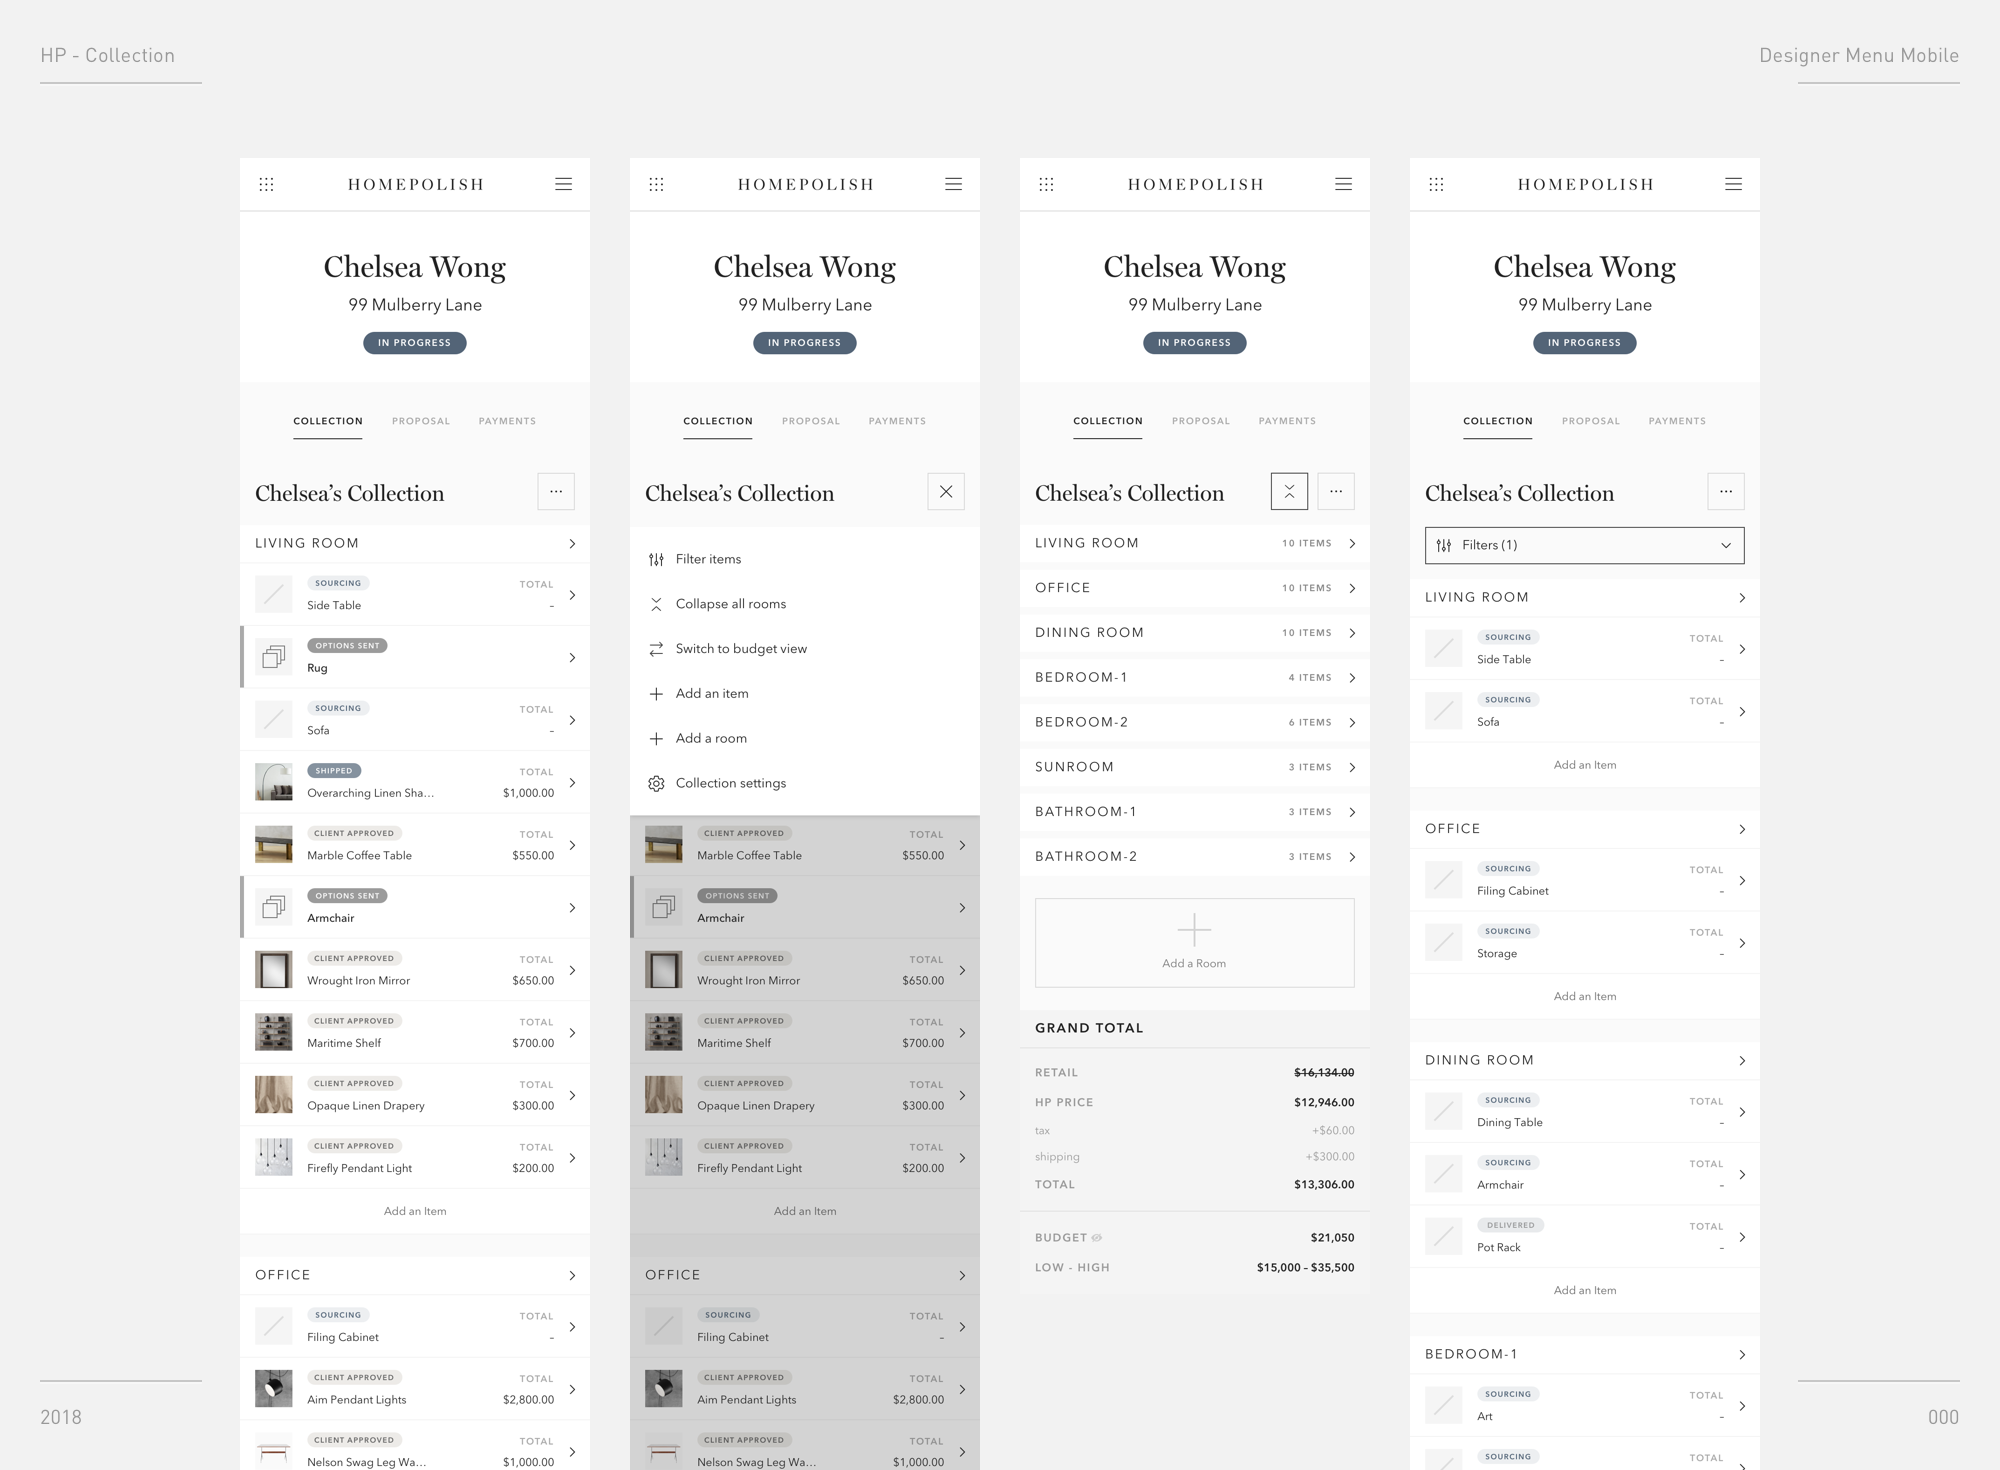 HP - Collection
Designer Menu Mobile
HOMEPOLISH
Chelsea Wong
99 Mulberry Lane
IN PROGRESS
COLLECTION PROPOSAL PAYMENTS
Chelsea’s Collection
LIVING ROOM
SOURCING TOTAL
Side Table –
OPTIONS SENT
Rug
SOURCING TOTAL
Sofa –
SHIPPED TOTAL
Overarching Linen Sha... $1,000.00
CLIENT APPROVED TOTAL
Marble Coffee Table $550.00
OPTIONS SENT
Armchair
CLIENT APPROVED TOTAL
Wrought Iron Mirror $650.00
CLIENT APPROVED TOTAL
Maritime Shelf $700.00
CLIENT APPROVED TOTAL
Opaque Linen Drapery $300.00
CLIENT APPROVED TOTAL
Firefly Pendant Light $200.00
Add an Item
OFFICE
SOURCING TOTAL
Filing Cabinet –
CLIENT APPROVED TOTAL
Aim Pendant Lights $2,800.00
CLIENT APPROVED TOTAL
Nelson Swag Leg Wa... $1,000.00
HOMEPOLISH
Chelsea Wong
99 Mulberry Lane
IN PROGRESS
COLLECTION PROPOSAL PAYMENTS
Chelsea’s Collection
Filter items
Collapse all rooms
Switch to budget view
Add an item
Add a room
Collection settings
CLIENT APPROVED TOTAL
Marble Coffee Table $550.00
OPTIONS SENT
Armchair
CLIENT APPROVED TOTAL
Wrought Iron Mirror $650.00
CLIENT APPROVED TOTAL
Maritime Shelf $700.00
CLIENT APPROVED TOTAL
Opaque Linen Drapery $300.00
CLIENT APPROVED TOTAL
Firefly Pendant Light $200.00
Add an Item
OFFICE
SOURCING TOTAL
Filing Cabinet –
CLIENT APPROVED TOTAL
Aim Pendant Lights $2,800.00
CLIENT APPROVED TOTAL
Nelson Swag Leg Wa... $1,000.00
HOMEPOLISH
Chelsea Wong
99 Mulberry Lane
IN PROGRESS
COLLECTION PROPOSAL PAYMENTS
Chelsea’s Collection
LIVING ROOM 10 ITEMS
OFFICE 10 ITEMS
DINING ROOM 10 ITEMS
BEDROOM-1 4 ITEMS
BEDROOM-2 6 ITEMS
SUNROOM 3 ITEMS
BATHROOM-1 3 ITEMS
BATHROOM-2 3 ITEMS
Add a Room
GRAND TOTAL
RETAIL $16,134.00
HP PRICE $12,946.00
tax +$60.00
shipping +$300.00
TOTAL $13,306.00
BUDGET $21,050
LOW - HIGH $15,000 – $35,500
HOMEPOLISH
Chelsea Wong
99 Mulberry Lane
IN PROGRESS
COLLECTION PROPOSAL PAYMENTS
Chelsea’s Collection
Filters (1)
LIVING ROOM
SOURCING TOTAL
Side Table –
SOURCING TOTAL
Sofa –
Add an Item
OFFICE
SOURCING TOTAL
Filing Cabinet –
SOURCING TOTAL
Storage –
Add an Item
DINING ROOM
SOURCING TOTAL
Dining Table –
SOURCING TOTAL
Armchair –
DELIVERED TOTAL
Pot Rack –
Add an Item
BEDROOM-1
SOURCING TOTAL
Art –
SOURCING TOTAL
2018
000